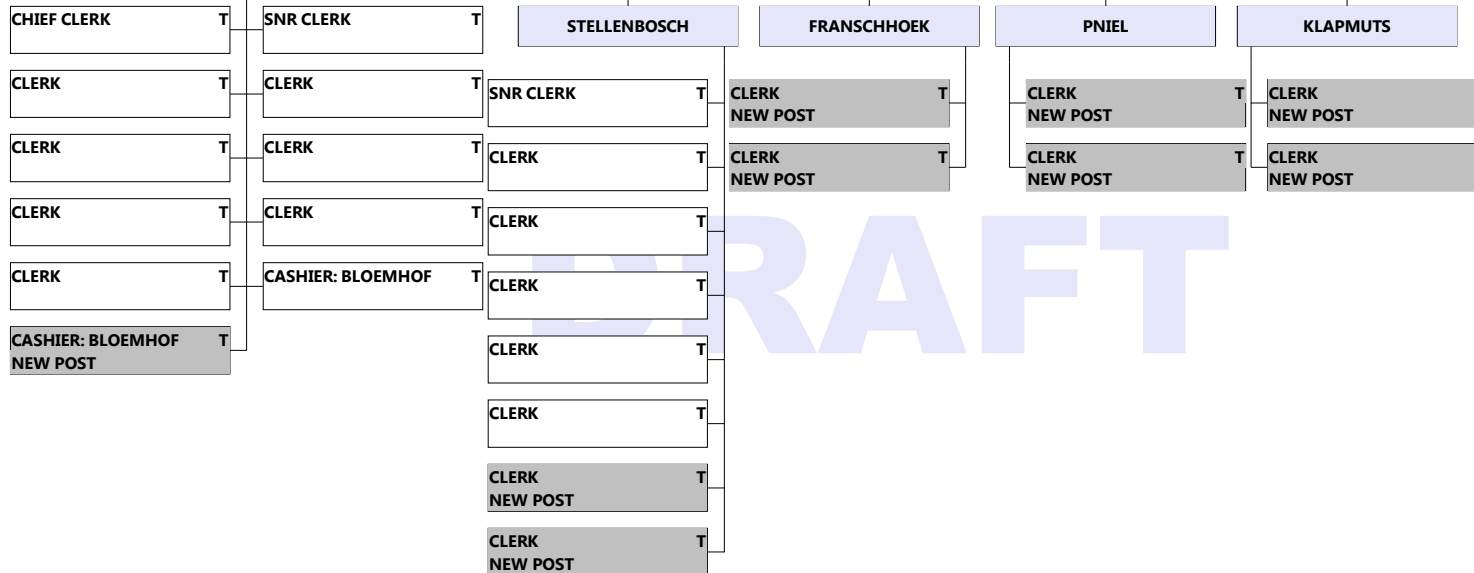 CHIEF CLERK T
CLERK T
CLERK T
CLERK T
CLERK T
CASHIER: BLOEMHOF T
NEW POST
SNR CLERK T
CLERK T
CLERK T
CLERK T
CASHIER: BLOEMHOF T
STELLENBOSCH
SNR CLERK T
CLERK T
CLERK T
CLERK T
CLERK T
CLERK T
CLERK T
NEW POST
CLERK T
NEW POST
FRANSCHHOEK
CLERK T
NEW POST
CLERK T
NEW POST
PNIEL
CLERK T
NEW POST
CLERK T
NEW POST
KLAPMUTS
CLERK
NEW POST
CLERK
NEW POST
DRAFT